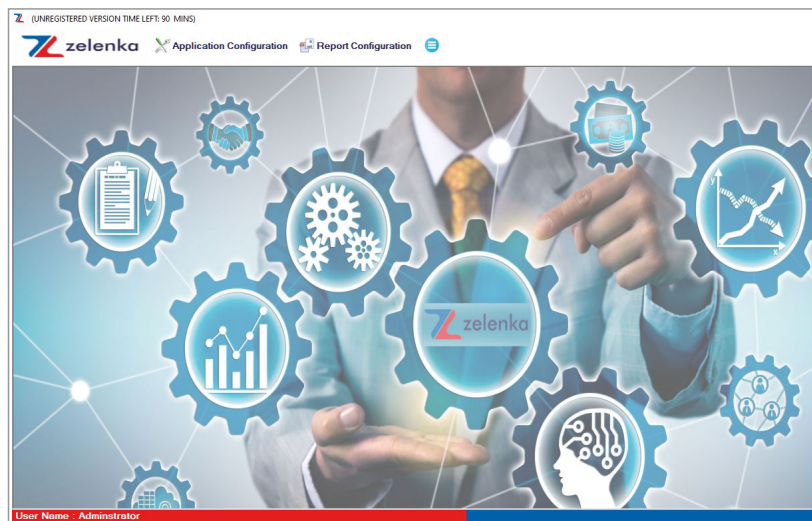 (UNREGISTERED VERSION TIME LEFT: 90 MINS)
zelenka Application Configuration Report Configuration
y
x
zelenka
User Name : Adminstrator